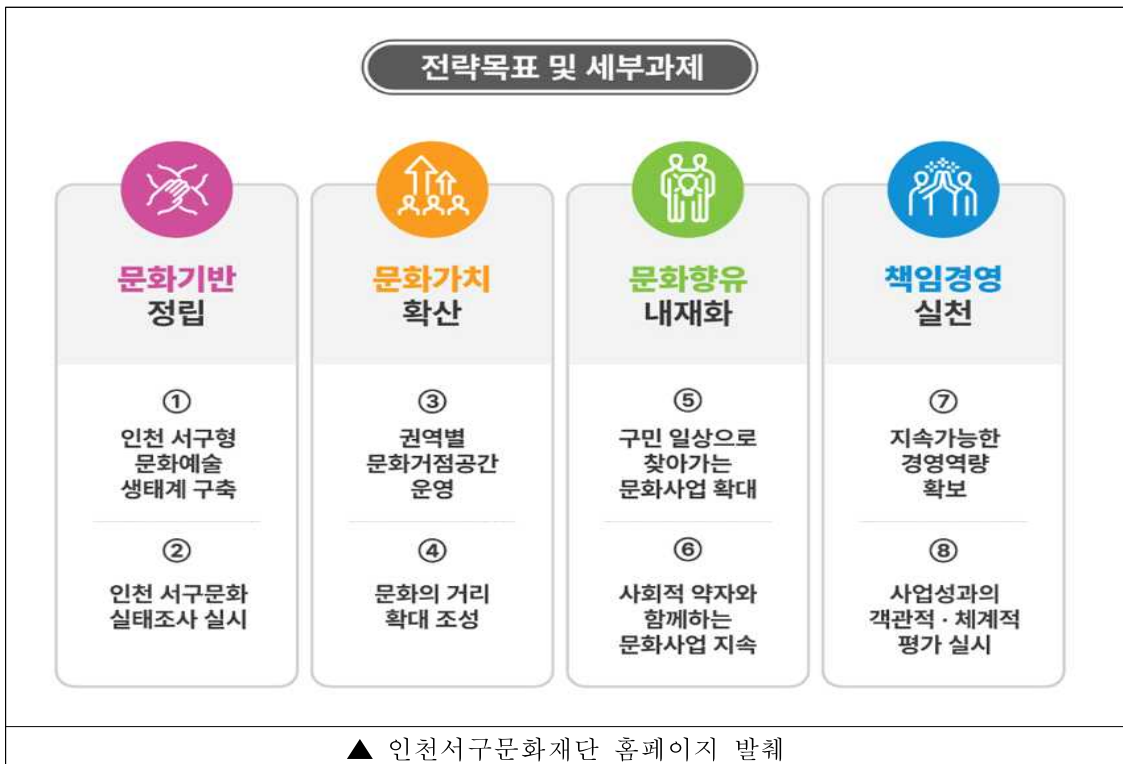 전략목표 및 세부과제
문화기반
정립
①
인천 서구형
문화예술
생태계 구축
②
인천 서구문화
실태조사 실시
문화가치
확산
③
권역별
문화거점공간
운영
④
문화의 거리
확대 조성
문화향유
내재화
⑤
구민 일상으로
찾아가는
문화사업 확대
⑥
사회적 약자와
함께하는
문화사업 지속
책임경영
실천
⑦
지속가능한
경영역량
확보
⑧
사업성과의
객관적 · 체계적
평가 실시
▲ 인천서구문화재단 홈페이지 발췌